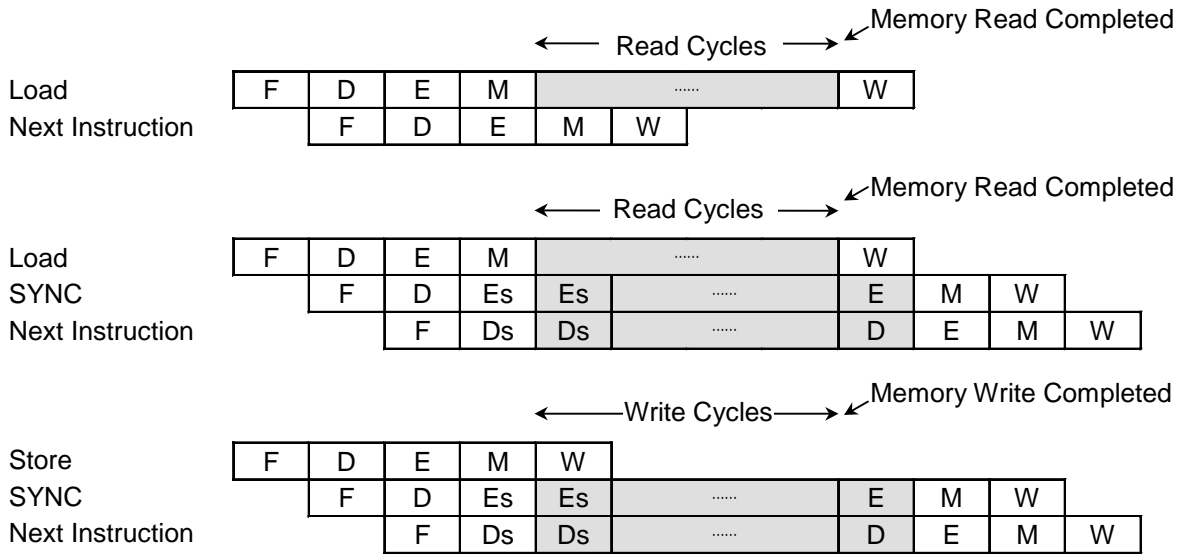 Memory Read Completed
Read Cycles
Load F D E M ...... W
Next Instruction F D E M W
Memory Read Completed
Read Cycles
Load F D E M ...... W
SYNC F D Es Es ...... E M W
Next Instruction F Ds Ds ...... D E M W
Memory Write Completed
Write Cycles
Store F D E M W
SYNC F D Es Es ...... E M W
Next Instruction F Ds Ds ...... D E M W